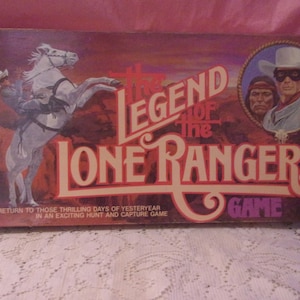 the
LEGEND
of
the
LONE RANGER
GAME
RETURN TO THOSE THRILLING DAYS OF YESTERYEAR
IN AN EXCITING HUNT AND CAPTURE GAME